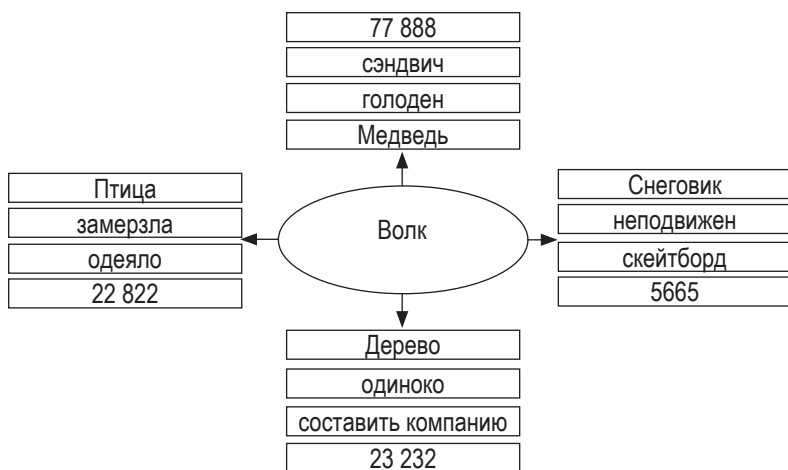 77 888
сэндвич
голоден
Медведь
Птица
замерзла
одеяло
22 822
Волк
Снеговик
неподвижен
скейтборд
5665
Дерево
одиноко
составить компанию
23 232